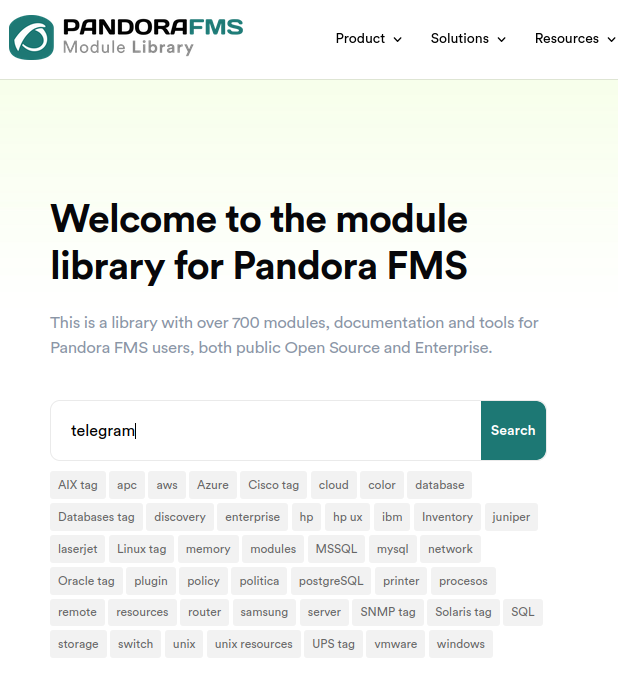 PANDORAFMS
Module Library
Product Solutions Resources
Welcome to the module
library for Pandora FMS
This is a library with over 700 modules, documentation and tools for
Pandora FMS users, both public Open Source and Enterprise.
telegram Search
AIX tag apc aws Azure Cisco tag cloud color database
Databases tag discovery enterprise hp hp ux ibm Inventory juniper
laserjet Linux tag memory modules MSSQL mysql network
Oracle tag plugin policy politica postgreSQL printer procesos
remote resources router samsung server SNMP tag Solaris tag SQL
storage switch unix unix resources UPS tag vmware windows